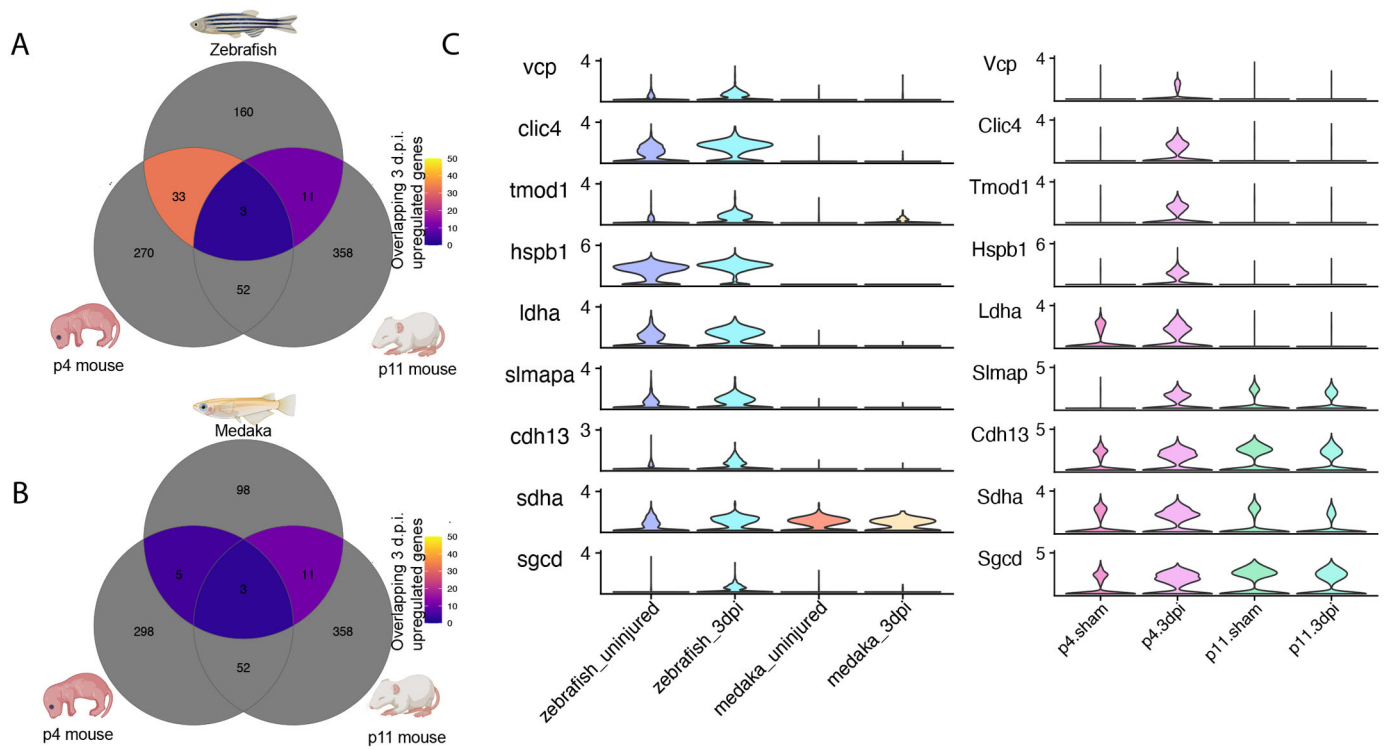 A
Zebrafish
160
33
11
3
270
358
52
p4 mouse
p11 mouse
Overlapping 3 d.p.i.
upregulated genes
50
40
30
20
10
0
B
Medaka
98
5
11
3
298
358
52
p4 mouse
p11 mouse
Overlapping 3 d.p.i.
upregulated genes
50
40
30
20
10
0
C
vcp 4
clic4 4
tmod1 4
hspb1 6
ldha 4
slmapa 4
cdh13 3
sdha 4
sgcd 4
zebrafish_uninjured
zebrafish_3dpi
medaka_uninjured
medaka_3dpi
Vcp 4
Clic4 4
Tmod1 4
Hspb1 6
Ldha 4
Slmap 5
Cdh13 5
Sdha 4
Sgcd 5
p4.sham
p4.3dpi
p11.sham
p11.3dpi